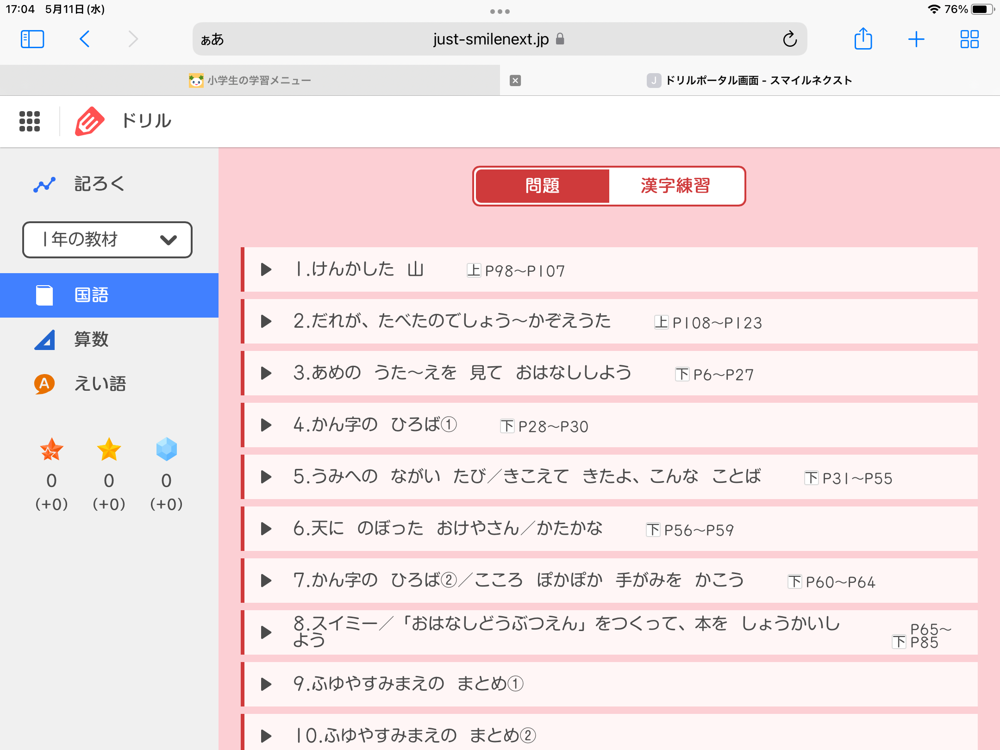 17:04 5月11日(水)
76%
ぁあ
just-smilenext.jp
小学生の学習メニュー
J ドリルポータル画面 - スマイルネクスト
ドリル
記ろく
1年の教材
国語
算数
A えい語
0 0 0
(+0) (+0) (+0)
問題 漢字練習
1.けんかした 山 上 P98～P107
2.だれが、たべたのでしょう～かぞえうた 上 P108～P123
3.あめの うた～えを 見て おはなししよう 下 P6～P27
4.かん字の ひろば① 下 P28～P30
5.うみへの ながい たび／きこえて きたよ、こんな ことば 下 P31～P55
6.天に のぼった おけやさん／かたかな 下 P56～P59
7.かん字の ひろば②／こころ ぽかぽか 手がみを かこう 下 P60～P64
8.スイミー／「おはなしどうぶつえん」をつくって、本を しょうかいし
よう
下 P65～
P85
9.ふゆやすみまえの まとめ①
10.ふゆやすみまえの まとめ②